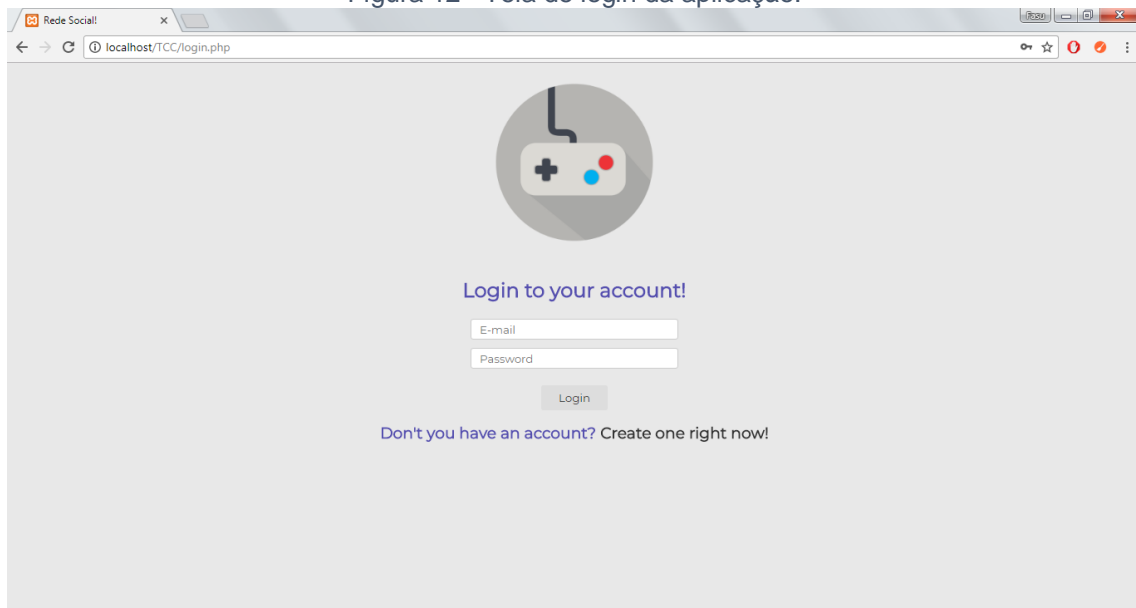 Figura 12 - Tela de login da aplicação.
Rede Social!
Fasu
localhost/TCC/login.php
Login to your account!
E-mail
Password
Login
Don't you have an account? Create one right now!